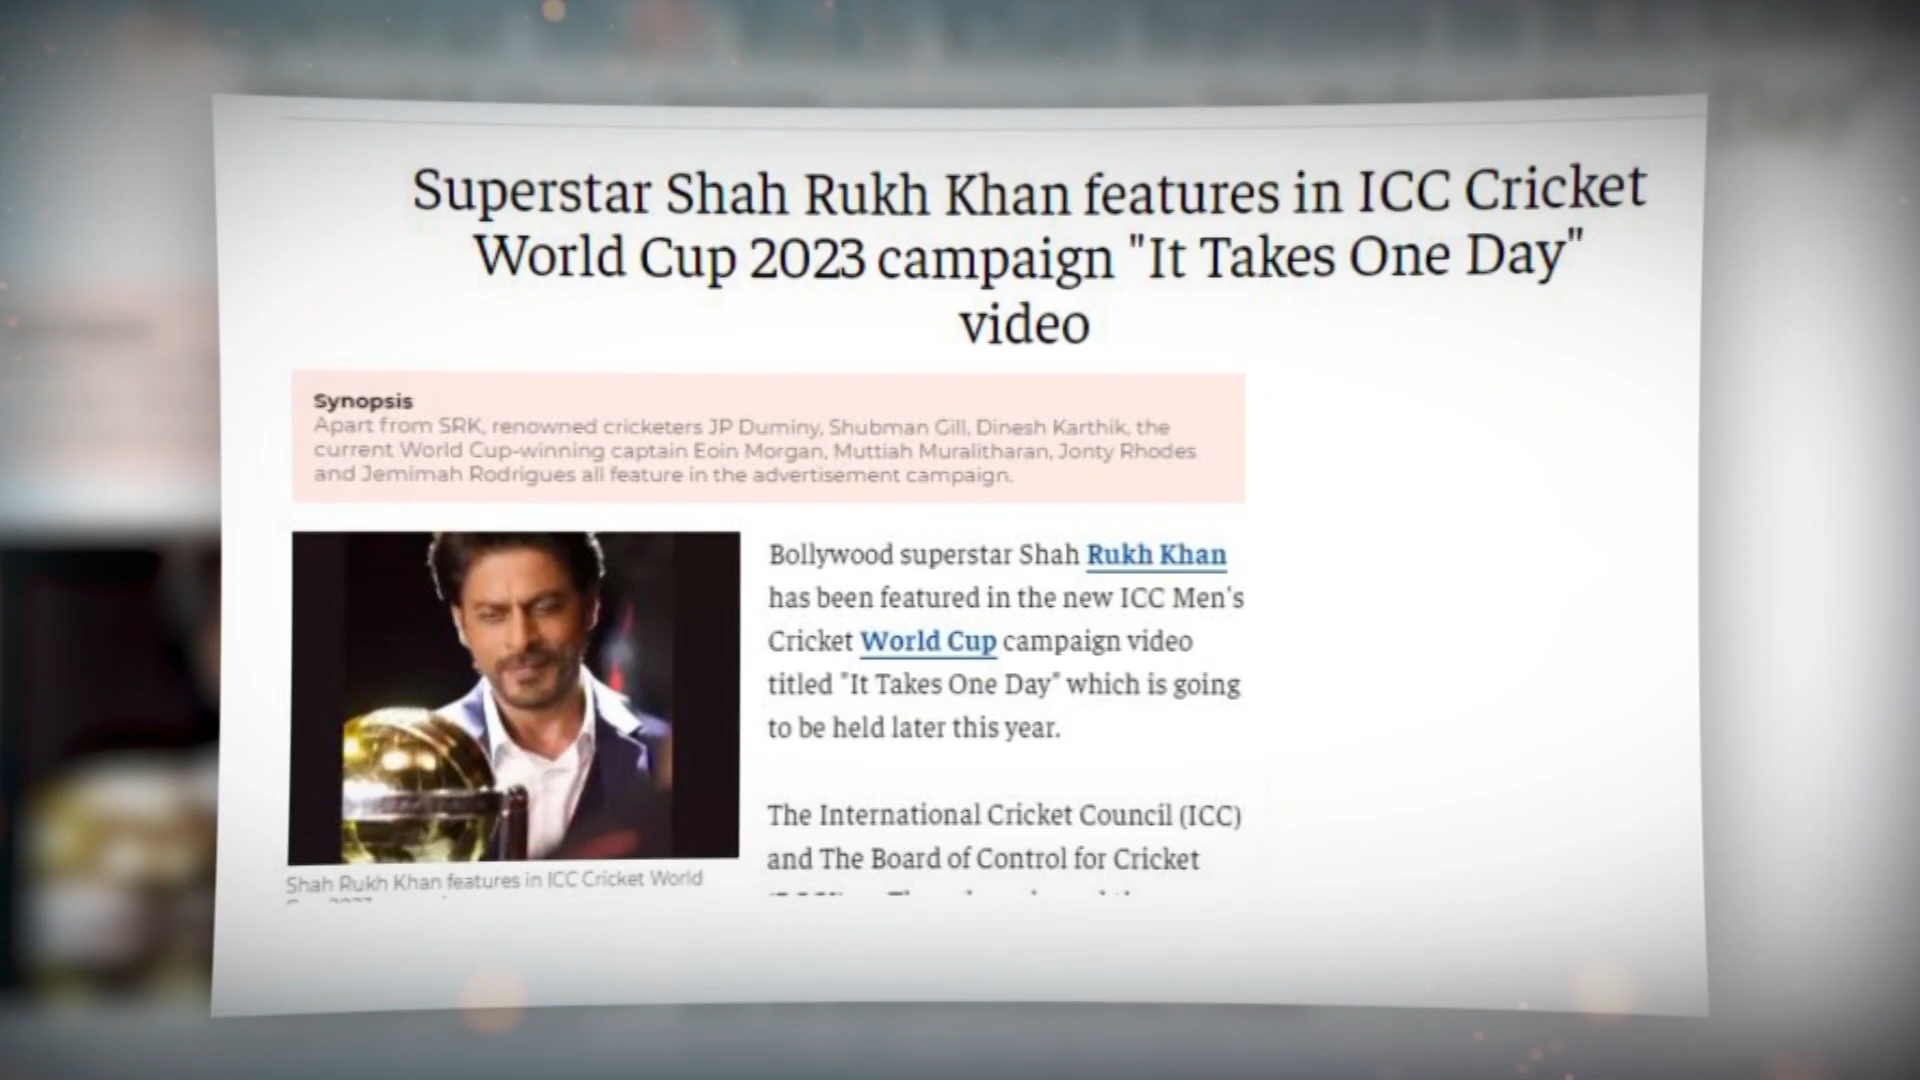 Superstar Shah Rukh Khan features in ICC Cricket
World Cup 2023 campaign "It Takes One Day"
video
Synopsis
Apart from SRK, renowned cricketers JP Duminy, Shubman Gill, Dinesh Karthik, the
current World Cup-winning captain Eoin Morgan, Muttiah Muralitharan, Jonty Rhodes
and Jemimah Rodrigues all feature in the advertisement campaign.
Bollywood superstar Shah Rukh Khan
has been featured in the new ICC Men's
Cricket World Cup campaign video
titled "It Takes One Day" which is going
to be held later this year.
The International Cricket Council (ICC)
and The Board of Control for Cricket
Shah Rukh Khan features in ICC Cricket World